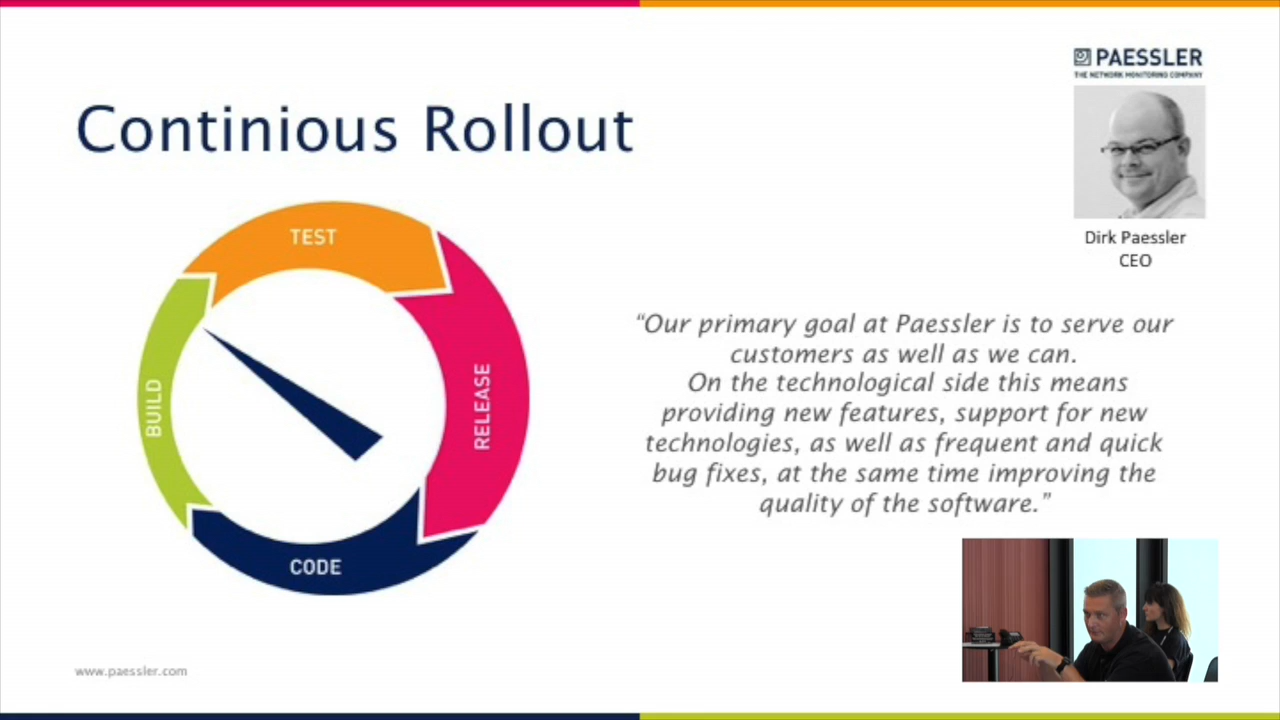 PAESSLER
THE NETWORK MONITORING COMPANY
Continious Rollout
Dirk Paessler
CEO
TEST
BUILD
RELEASE
CODE
“Our primary goal at Paessler is to serve our
customers as well as we can.
On the technological side this means
providing new features, support for new
technologies, as well as frequent and quick
bug fixes, at the same time improving the
quality of the software.”
www.paessler.com